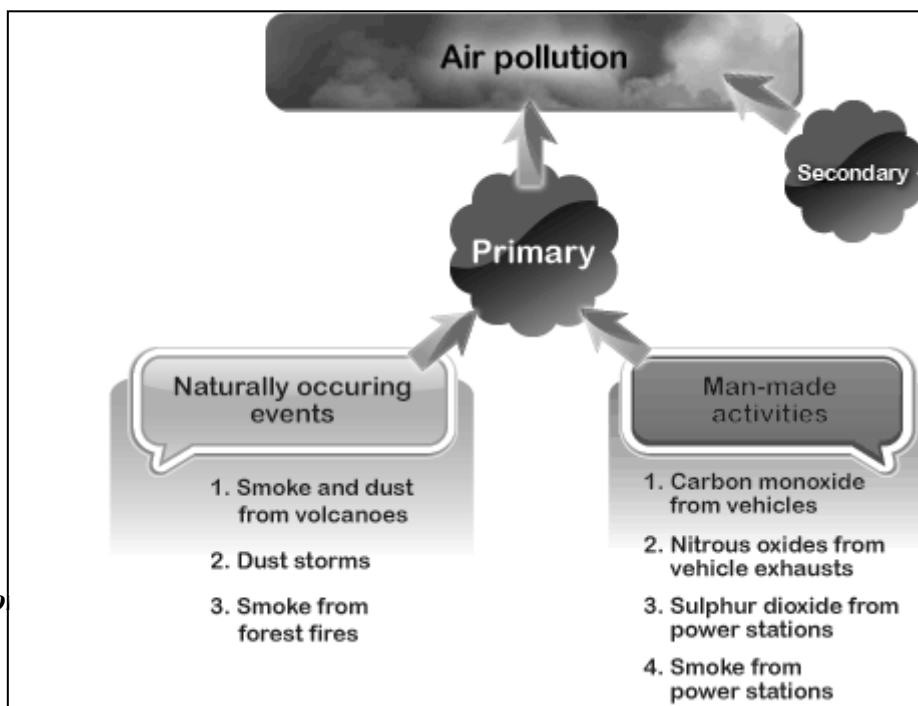 Air pollution
Secondary
Primary
Naturally occuring
events
1. Smoke and dust
from volcanoes
2. Dust storms
3. Smoke from
forest fires
Man-made
activities
1. Carbon monoxide
from vehicles
2. Nitrous oxides from
vehicle exhausts
3. Sulphur dioxide from
power stations
4. Smoke from
power stations